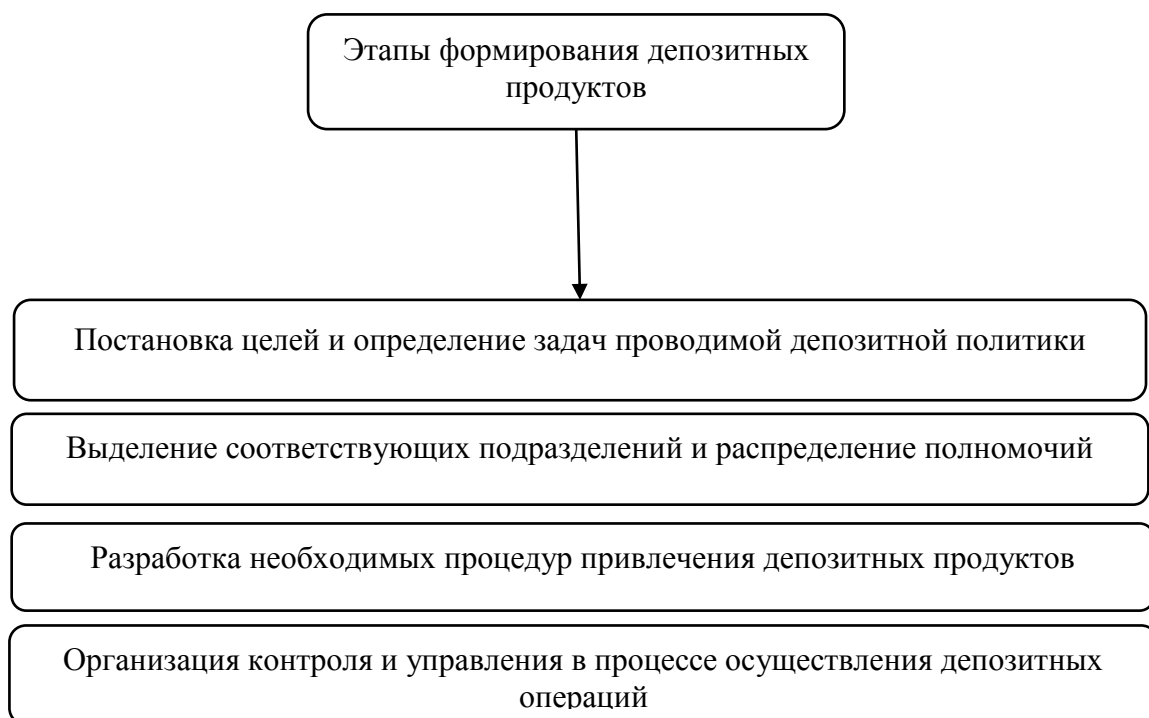 Этапы формирования депозитных
продуктов
Постановка целей и определение задач проводимой депозитной политики
Выделение соответствующих подразделений и распределение полномочий
Разработка необходимых процедур привлечения депозитных продуктов
Организация контроля и управления в процессе осуществления депозитных
операций